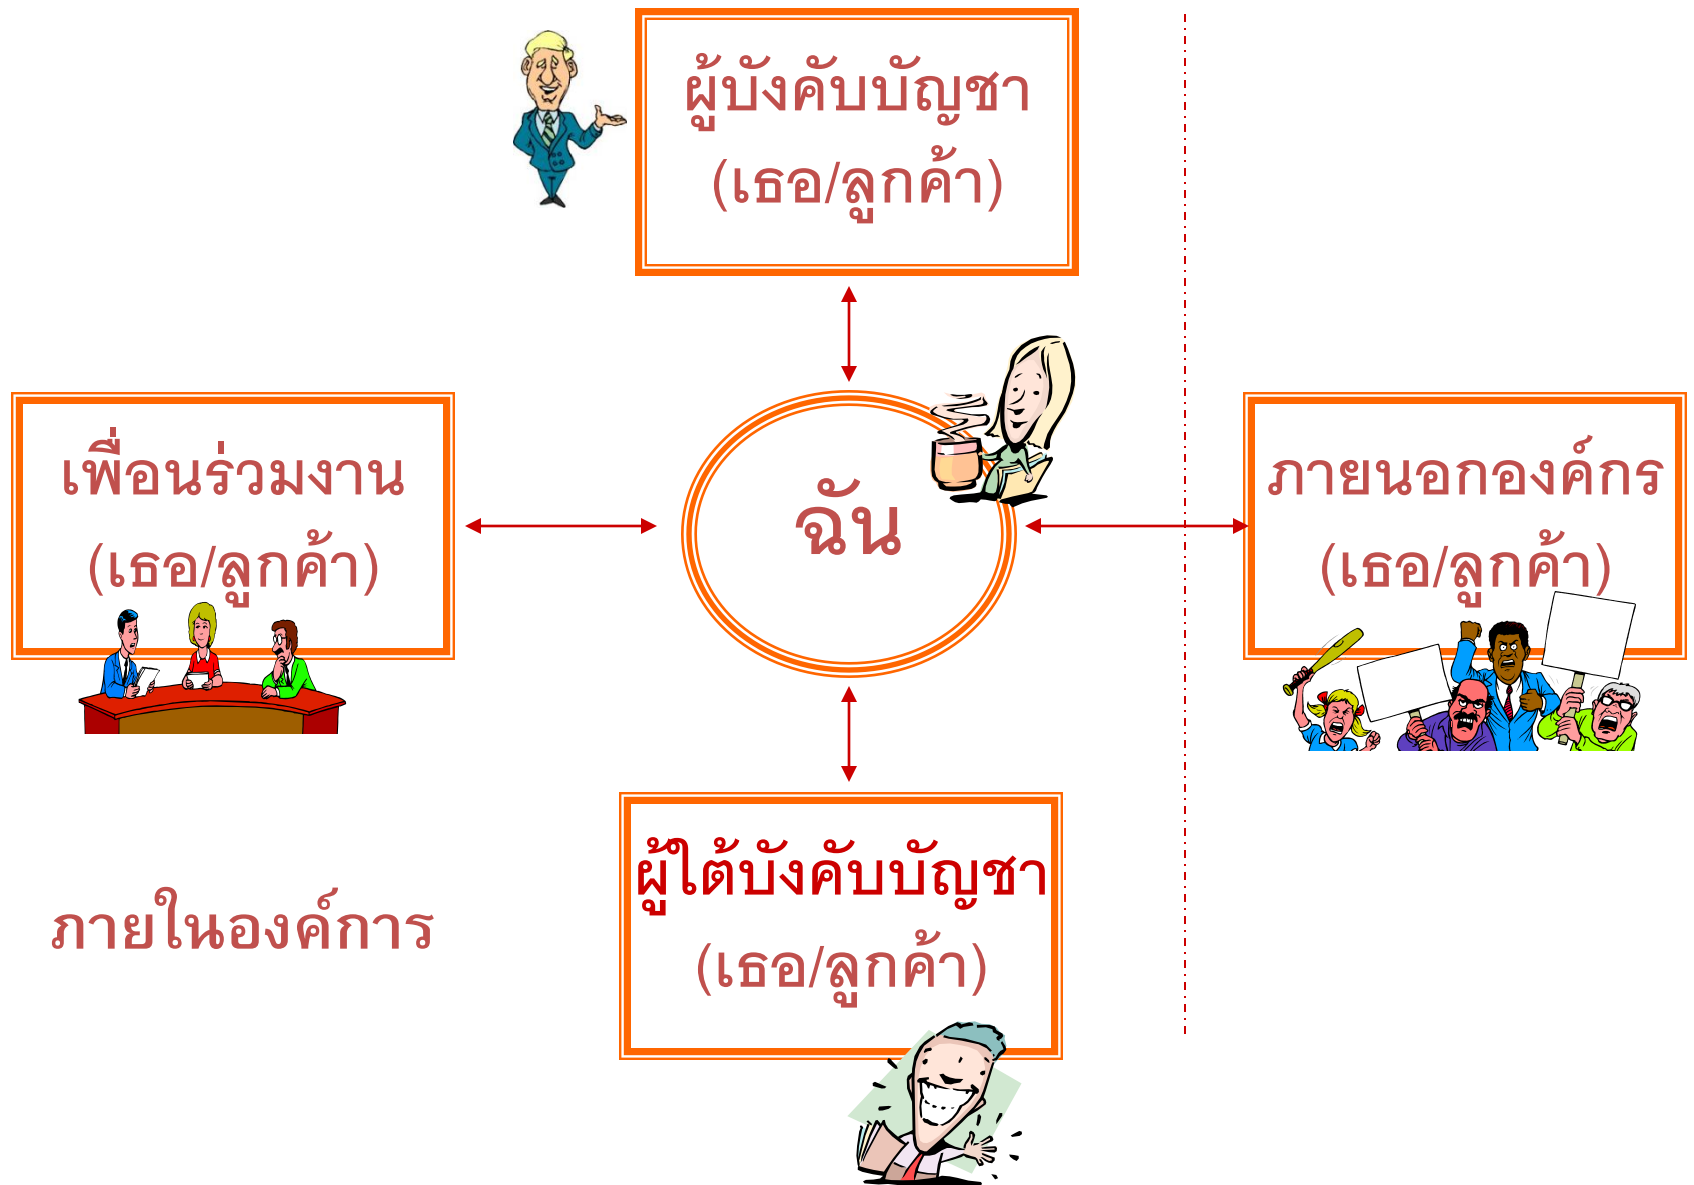 ผู้บังคับบัญชา
(เธอ/ลูกค้า)
เพื่อนร่วมงาน
(เธอ/ลูกค้า)
ฉัน
ภายนอกองค์กร
(เธอ/ลูกค้า)
ผู้ใต้บังคับบัญชา
(เธอ/ลูกค้า)
ภายในองค์การ